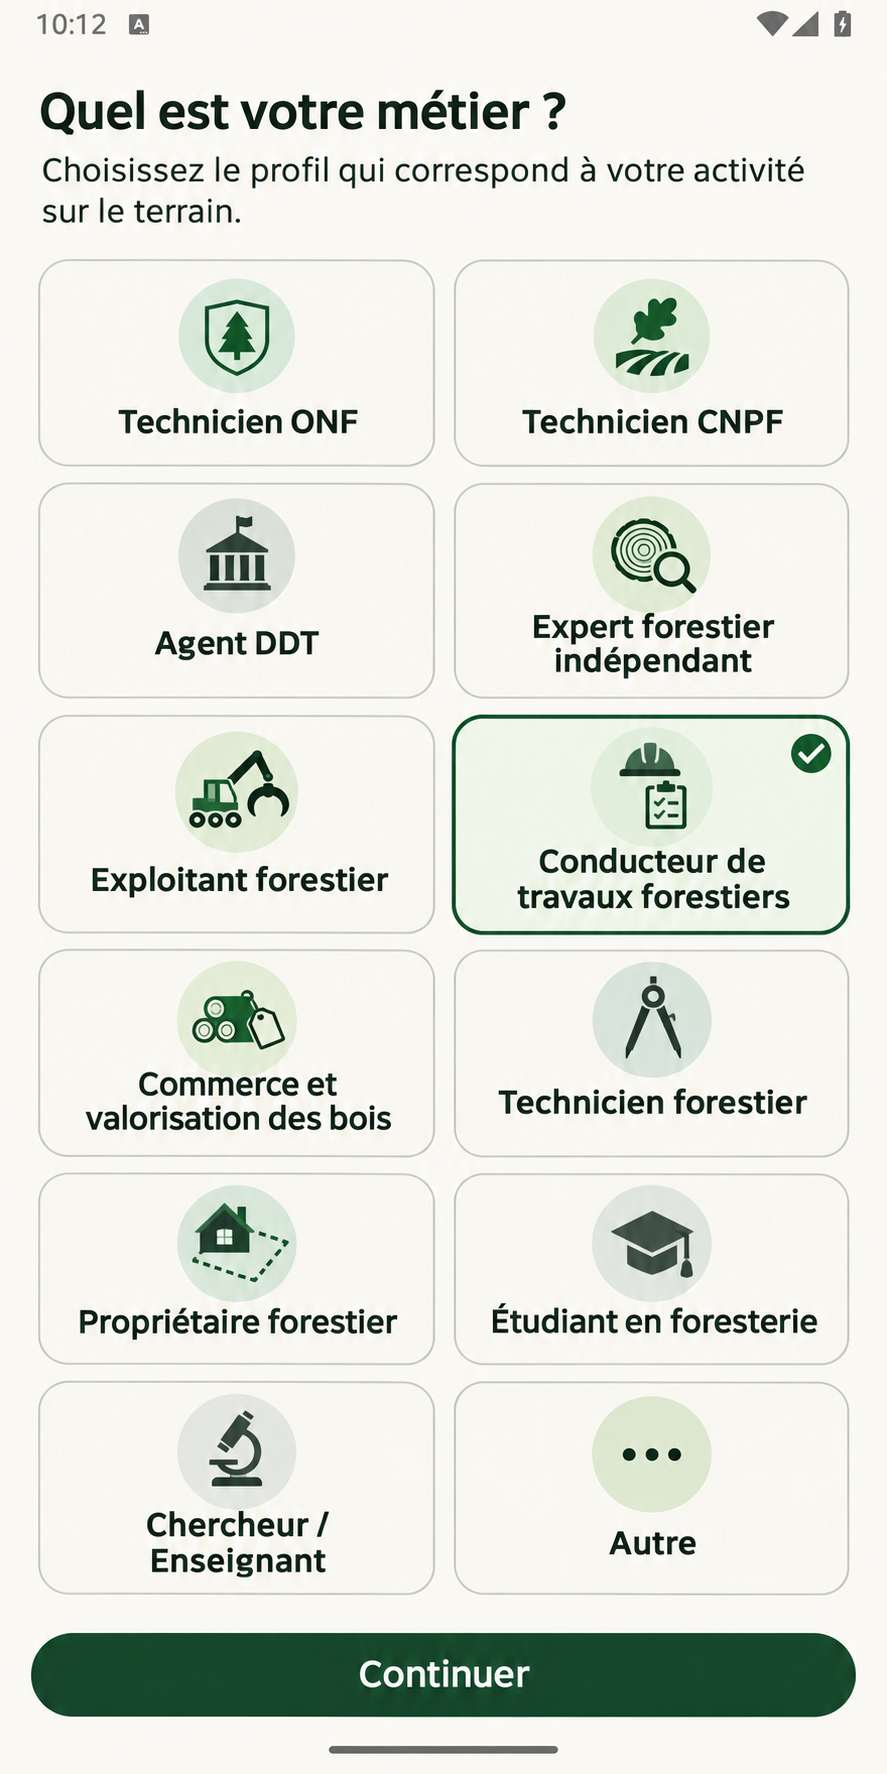 10:12
A
Quel est votre métier ?
Choisissez le profil qui correspond à votre activité
sur le terrain.
Technicien ONF
Technicien CNPF
Agent DDT
Expert forestier
indépendant
Exploitant forestier
Conducteur de
travaux forestiers
Commerce et
valorisation des bois
Technicien forestier
Propriétaire forestier
Étudiant en foresterie
Chercheur /
Enseignant
Autre
Continuer